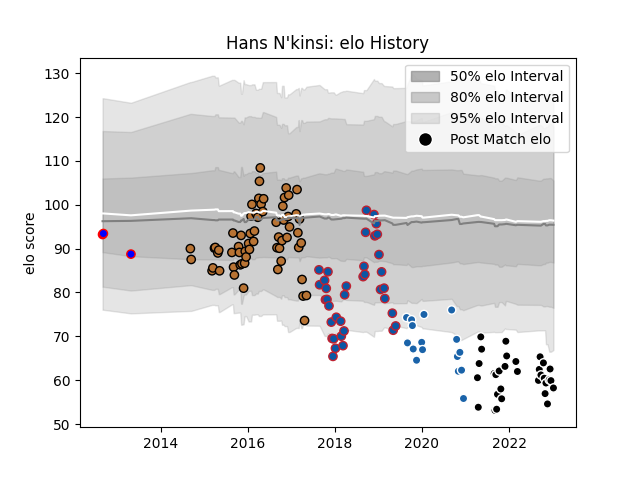 Hans N'kinsi: elo History
50% elo Interval
80% elo Interval
95% elo Interval
Post Match elo
elo score
130
120
110
100
90
80
70
60
50
2014
2016
2018
2020
2022